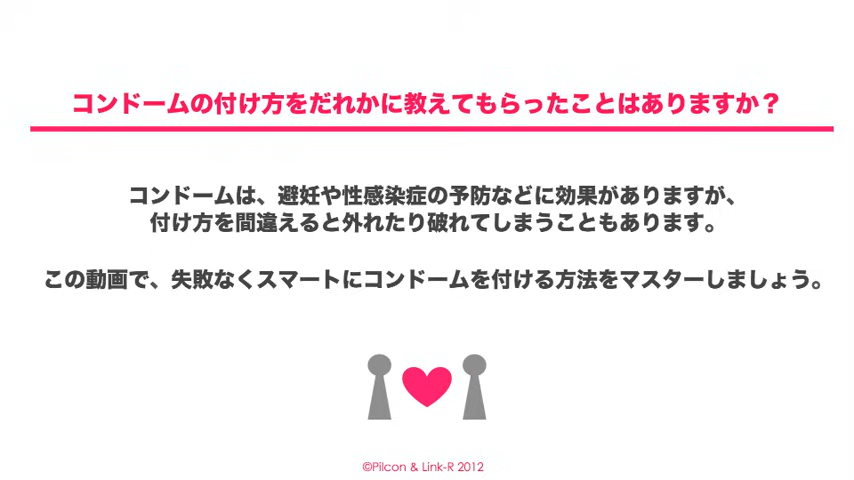 コンドームの付け方をだれかに教えてもらったことはありますか？
コンドームは、避妊や性感染症の予防などに効果がありますが、
付け方を間違えると外れたり破れてしまうこともあります。
この動画で、失敗なくスマートにコンドームを付ける方法をマスターしましょう。
©Pilcon & Link-R 2012